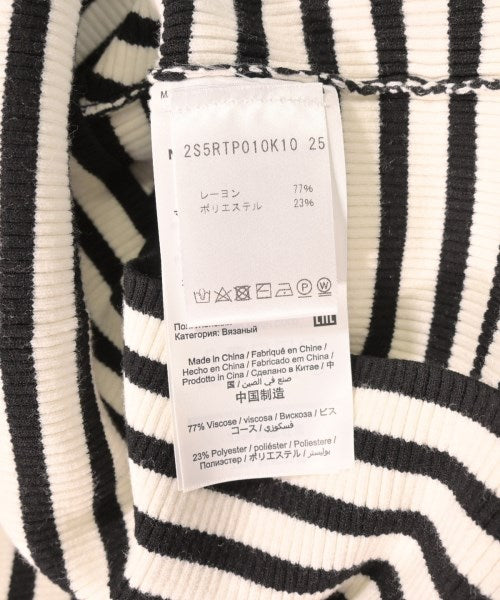 2S5RTP010K10 25
レーヨン 77%
ポリエステル 23%
Категория: Вязаный
Made in China / Fabriqué en Chine /
Hecho en China / Fabricado em China /
Prodotto in Cina / Сделано в Китае / 中
国 / صنع في الصين /
中国制造
77% Viscose / viscosa / Вискоза / ビス
コース / فسكوزي /
23% Polyester / poliéster / Poliestere /
Полиэстер / ポリエステル / بوليستر /